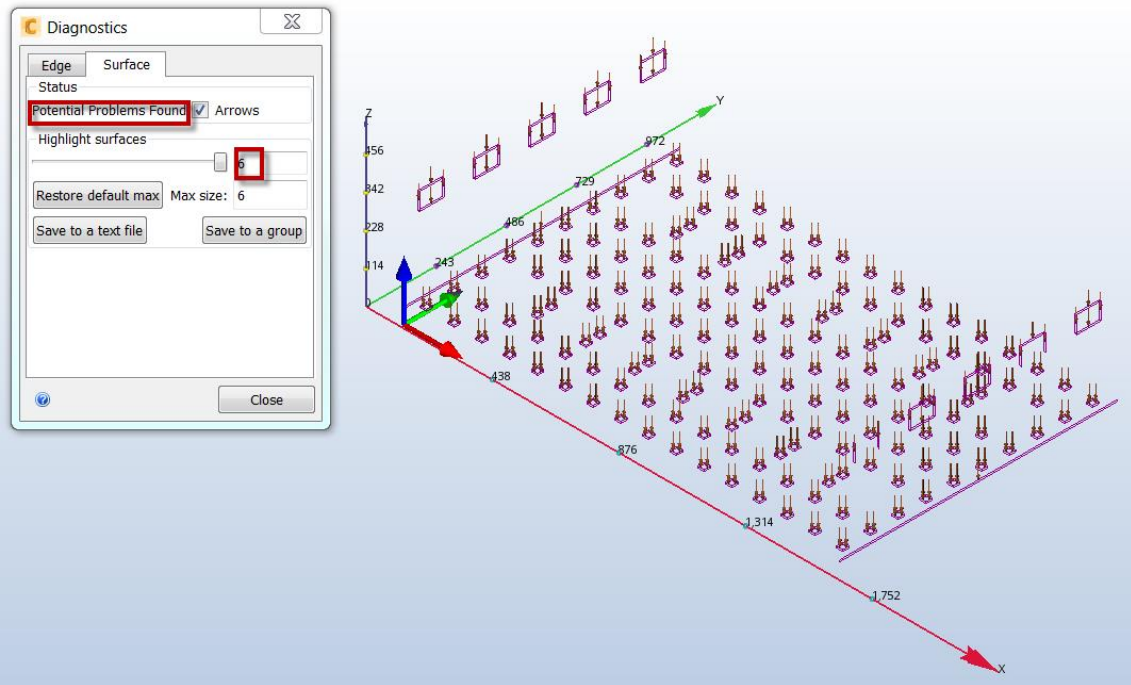 Diagnostics
Edge Surface
Status
Potential Problems Found Arrows
Highlight surfaces
6
Restore default max Max size: 6
Save to a text file Save to a group
Close
Z
456
342
228
114
0
Y
972
729
486
243
438
876
1,314
1,752
X